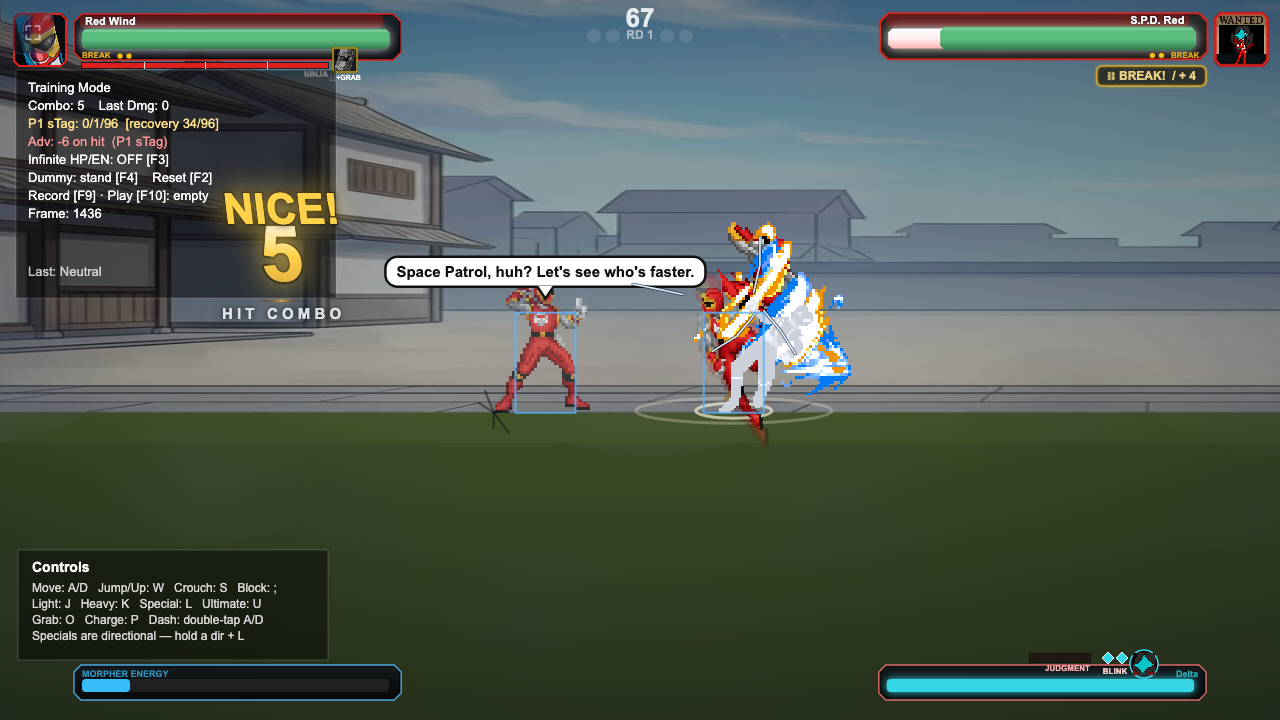 Red Wind
67
RD 1
S.P.D. Red
WANTED
BREAK
NINJA
+GRAB
BREAK
BREAK! / + 4
Training Mode
Combo: 5 Last Dmg: 0
P1 sTag: 0/1/96 [recovery 34/96]
Adv: -6 on hit (P1 sTag)
Infinite HP/EN: OFF [F3]
Dummy: stand [F4] Reset [F2]
Record [F9] · Play [F10]: empty
Frame: 1436
Last: Neutral
NICE!
5
HIT COMBO
Space Patrol, huh? Let's see who's faster.
Controls
Move: A/D Jump/Up: W Crouch: S Block: ;
Light: J Heavy: K Special: L Ultimate: U
Grab: O Charge: P Dash: double-tap A/D
Specials are directional — hold a dir + L
MORPHER ENERGY
JUDGMENT
BLINK
Delta